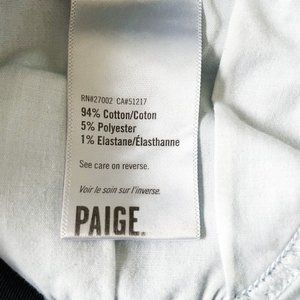 RN#27002 CA#51217
94% Cotton/Coton
5% Polyester
1% Elastane/Élasthanne
See care on reverse.
Voir le soin sur l'inverse.
PAIGE.